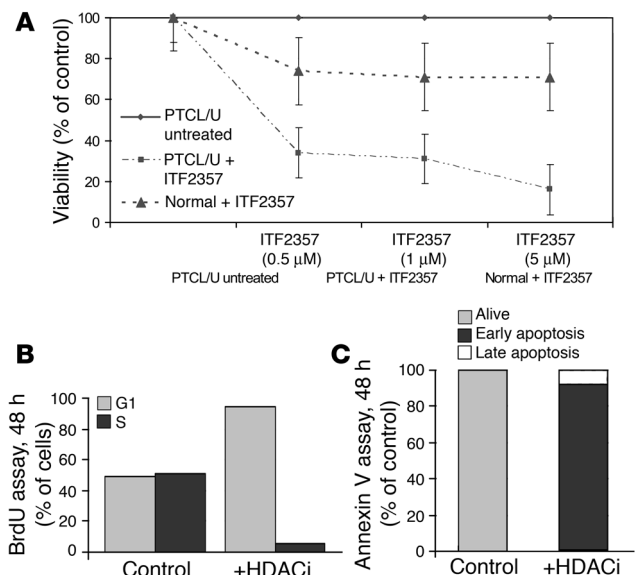 A
Viability (% of control)
100
80
60
40
20
0
PTCL/U
untreated
PTCL/U +
ITF2357
Normal + ITF2357
ITF2357
(0.5 µM)
ITF2357
(1 µM)
ITF2357
(5 µM)
PTCL/U untreated
PTCL/U + ITF2357
Normal + ITF2357
B
BrdU assay, 48 h
(% of cells)
100
80
60
40
20
0
G1
S
Control
+HDACi
C
Alive
Early apoptosis
Late apoptosis
Annexin V assay, 48 h
(% of control)
100
80
60
40
20
0
Control
+HDACi